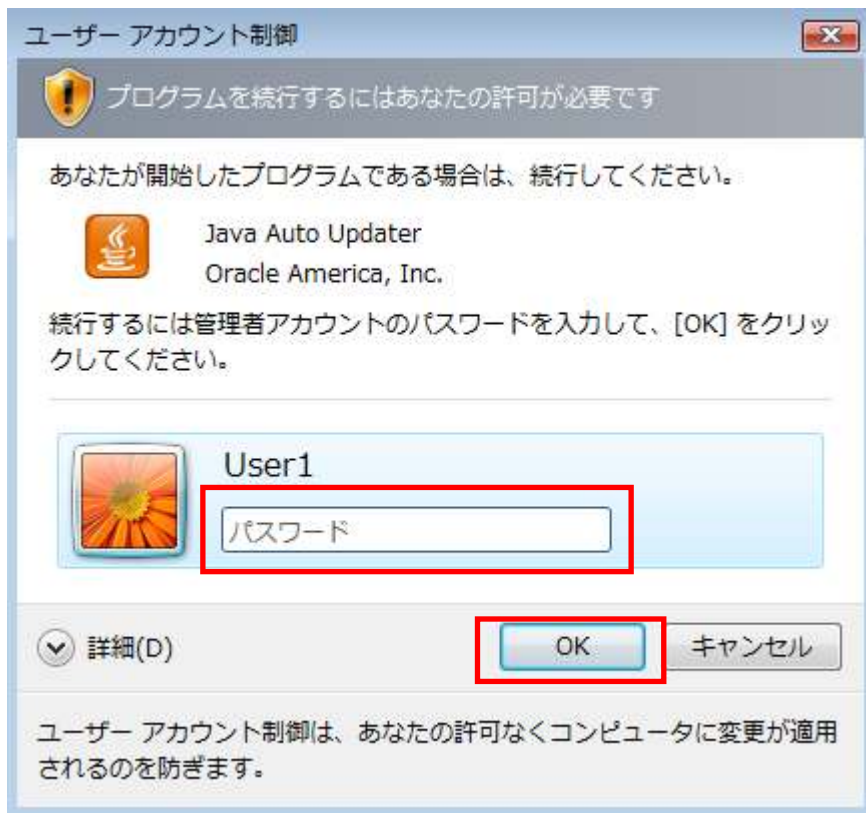 ユーザー アカウント制御
プログラムを続行するにはあなたの許可が必要です
あなたが開始したプログラムである場合は、続行してください。
Java Auto Updater
Oracle America, Inc.
続行するには管理者アカウントのパスワードを入力して、[OK] をクリッ
クしてください。
User1
パスワード
詳細(D)
OK
キャンセル
ユーザー アカウント制御は、あなたの許可なくコンピュータに変更が適用
されるのを防ぎます。